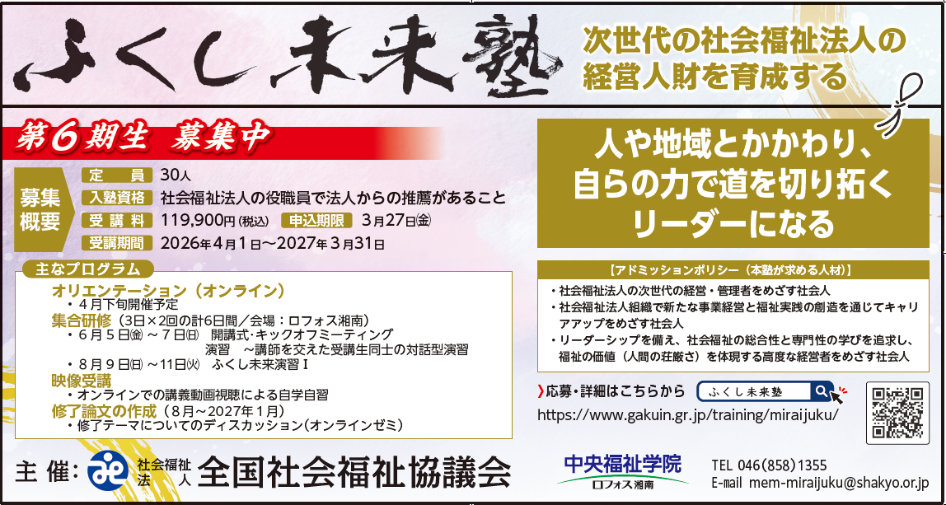 ふくし未来塾
次世代の社会福祉法人の
経営人財を育成する
第6期生 募集中
募集
概要
定 員 30人
入塾資格 社会福祉法人の役職員で法人からの推薦があること
受 講 料 119,900円(税込) 申込期限 3月27日㊎
受講期間 2026年4月1日〜2027年3月31日
人や地域とかかわり、
自らの力で道を切り拓く
リーダーになる
主なプログラム
オリエンテーション(オンライン)
・4月下旬開催予定
集合研修(3日×2回の計6日間/会場:ロフォス湘南)
・6月5日㊎〜7日㊐ 開講式・キックオフミーティング
演習 〜講師を交えた受講生同士の対話型演習
・8月9日㊐〜11日㊋ ふくし未来演習Ⅰ
映像受講
・オンラインでの講義動画視聴による自学自習
修了論文の作成(8月〜2027年1月)
・修了テーマについてのディスカッション(オンラインゼミ)
【アドミッションポリシー(本塾が求める人材)】
・社会福祉法人の次世代の経営・管理者をめざす社会人
・社会福祉法人組織で新たな事業経営と福祉実践の創造を通じてキャリ
アアップをめざす社会人
・リーダーシップを備え、社会福祉の総合性と専門性の学びを追求し、
福祉の価値(人間の荘厳さ)を体現する高度な経営者をめざす社会人
応募・詳細はこちらから ふくし未来塾
https://www.gakuin.gr.jp/training/miraijuku/
主催: 社会福祉
法 人 全国社会福祉協議会
中央福祉学院
ロフォス湘南
TEL 046(858)1355
E-mail mem-miraijuku@shakyo.or.jp